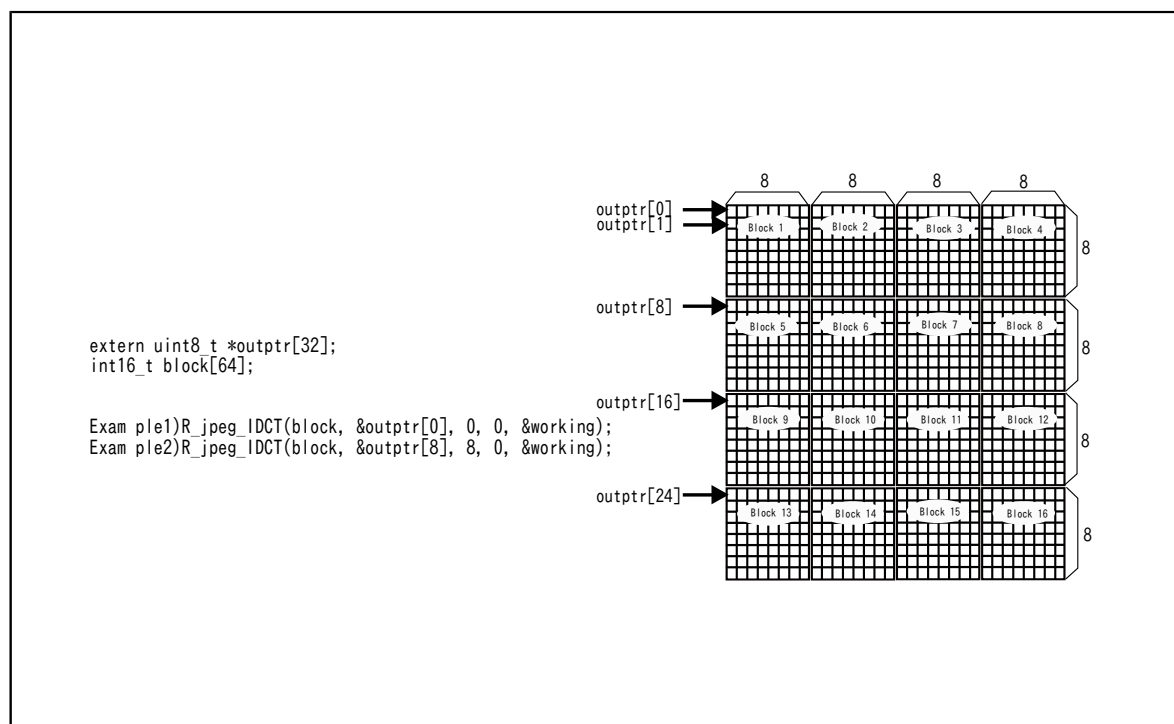 8 8 8 8
outptr[0]
outptr[1]
Block 1 Block 2 Block 3 Block 4
8
outptr[8]
Block 5 Block 6 Block 7 Block 8
8
extern uint8_t *outptr[32];
int16_t block[64];
outptr[16]
Block 9 Block 10 Block 11 Block 12
8
Exam ple1)R_jpeg_IDCT(block, &outptr[0], 0, 0, &working);
Exam ple2)R_jpeg_IDCT(block, &outptr[8], 8, 0, &working);
outptr[24]
Block 13 Block 14 Block 15 Block 16
8